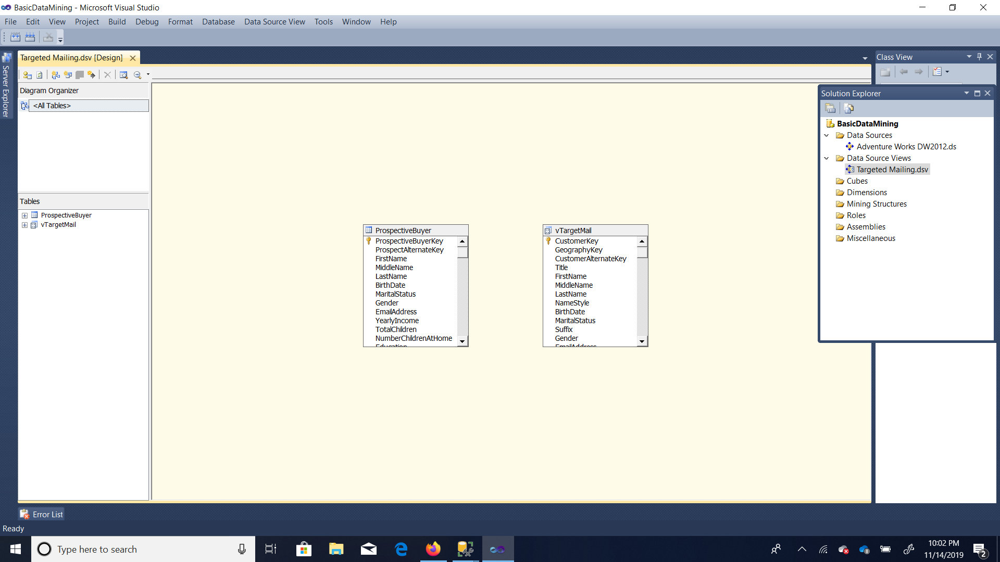 BasicDataMining - Microsoft Visual Studio
File Edit View Project Build Debug Format Database Data Source View Tools Window Help
Server Explorer
Targeted Mailing.dsv [Design]
Diagram Organizer
<All Tables>
Tables
ProspectiveBuyer
vTargetMail
ProspectiveBuyer
ProspectiveBuyerKey
ProspectAlternateKey
FirstName
MiddleName
LastName
BirthDate
MaritalStatus
Gender
EmailAddress
YearlyIncome
TotalChildren
NumberChildrenAtHome
Education
vTargetMail
CustomerKey
GeographyKey
CustomerAlternateKey
Title
FirstName
MiddleName
LastName
NameStyle
BirthDate
MaritalStatus
Suffix
Gender
EmailAddress
Class View
Solution Explorer
BasicDataMining
Data Sources
Adventure Works DW2012.ds
Data Source Views
Targeted Mailing.dsv
Cubes
Dimensions
Mining Structures
Roles
Assemblies
Miscellaneous
Error List
Ready
Type here to search
10:02 PM
11/14/2019
2